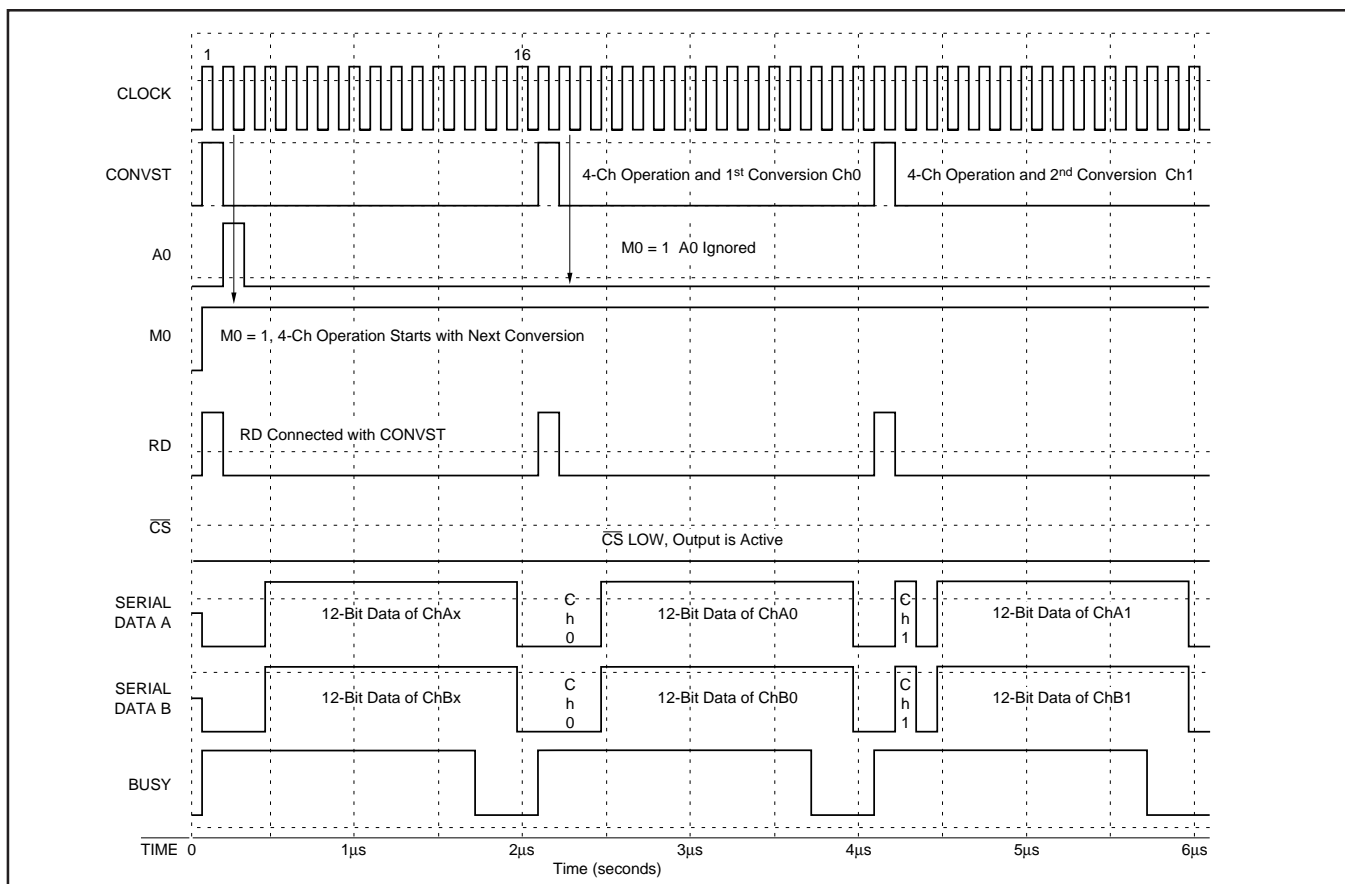 1 16
CLOCK
CONVST
4-Ch Operation and 1st Conversion Ch0
4-Ch Operation and 2nd Conversion Ch1
A0
M0 = 1 A0 Ignored
M0
M0 = 1, 4-Ch Operation Starts with Next Conversion
RD
RD Connected with CONVST
CS
CS LOW, Output is Active
SERIAL
DATA A
12-Bit Data of ChAx
Ch0
12-Bit Data of ChA0
Ch1
12-Bit Data of ChA1
SERIAL
DATA B
12-Bit Data of ChBx
Ch0
12-Bit Data of ChB0
Ch1
12-Bit Data of ChB1
BUSY
TIME 0 1μs 2μs 3μs 4μs 5μs 6μs
Time (seconds)